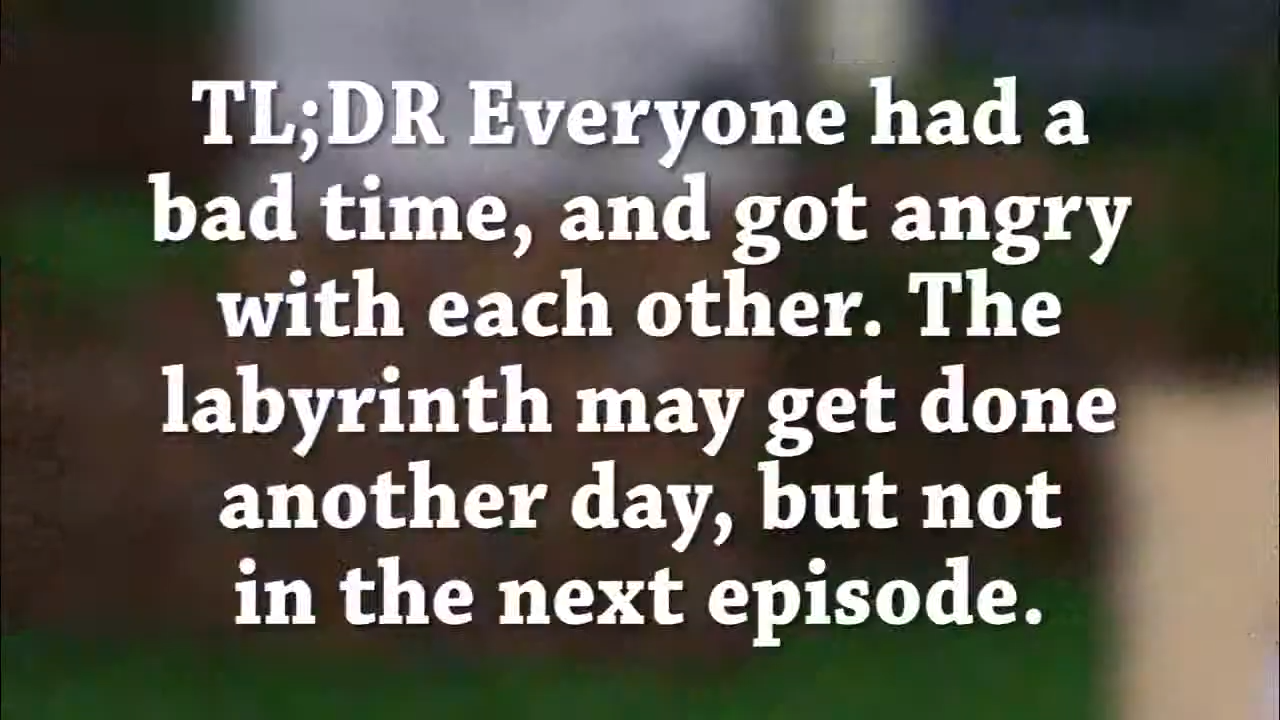 TL;DR Everyone had a
bad time, and got angry
with each other. The
labyrinth may get done
another day, but not
in the next episode.